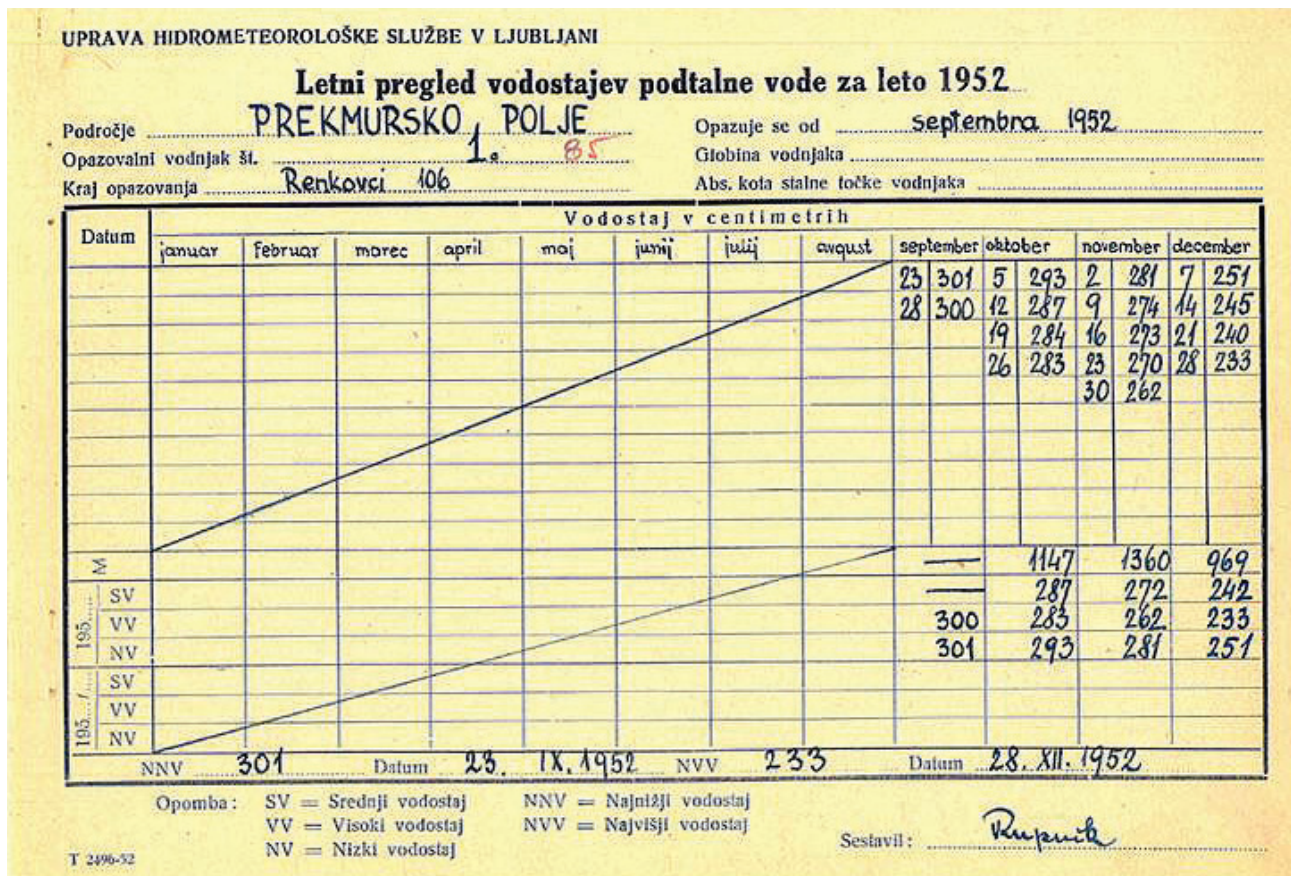 UPRAVA HIDROMETEOROLOŠKE SLUŽBE V LJUBLJANI
Letni pregled vodostajev podtalne vode za leto 1952
Področje PREKMURSKO POLJE Opazuje se od septembra 1952
Opazovalni vodnjak št. 1. 85 Globina vodnjaka
Kraj opazovanja Renkovci 106 Abs. kota stalne točke vodnjaka
Datum Vodostaj v centimetrih
januar februar marec april maj junij julij avgust september oktober november december
23 301 5 293 2 281 7 251
28 300 12 287 9 274 14 245
19 284 16 273 21 240
26 283 23 270 28 233
30 262
M — 1147 1360 969
195..... SV — 287 272 242
VV 300 283 262 233
NV 301 293 281 251
195..../.... SV
VV
NV
NNV 301 Datum 23. IX. 1952 NVV 233 Datum 28. XII. 1952
Opomba: SV = Srednji vodostaj NNV = Najnižji vodostaj
VV = Visoki vodostaj NVV = Najvišji vodostaj
NV = Nizki vodostaj Sestavil: Rupnik
T 2496-52